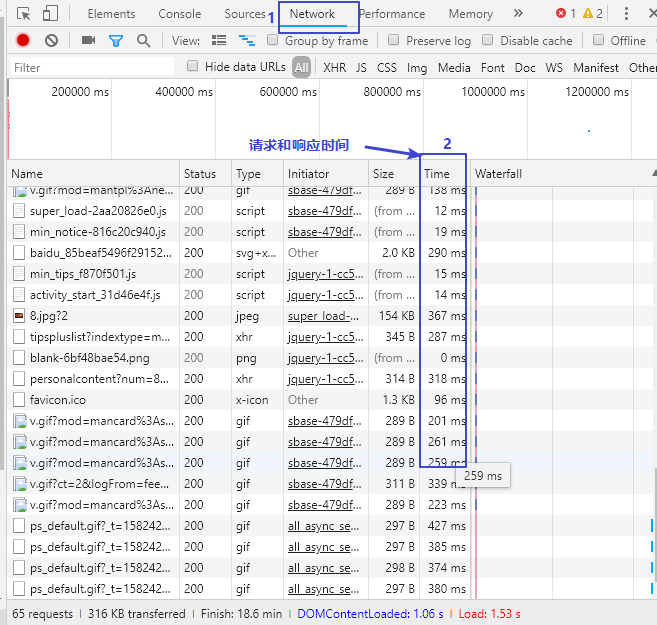 Elements Console Sources 1 Network Performance Memory » 1 2
View: Group by frame Preserve log Disable cache Offline
Filter Hide data URLs All XHR JS CSS Img Media Font Doc WS Manifest Other
200000 ms 400000 ms 600000 ms 800000 ms 1000000 ms 1200000 ms
请求和响应时间 2
Name Status Type Initiator Size Time Waterfall
v.gif?mod=mantpl%3Ane... 200 gif sbase-479df... 289 B 138 ms
super_load-2aa20826e0.js 200 script sbase-479df... (from ... 12 ms
min_notice-816c20c940.js 200 script sbase-479df... (from ... 19 ms
baidu_85beaf5496f29152... 200 svg+x... Other 2.0 KB 290 ms
min_tips_f870f501.js 200 script jquery-1-cc5... (from ... 15 ms
activity_start_31d46e4f.js 200 script jquery-1-cc5... (from ... 14 ms
8.jpg?2 200 jpeg super_load-... 154 KB 367 ms
tipspluslist?indextype=m... 200 xhr jquery-1-cc5... 345 B 287 ms
blank-6bf48bae54.png 200 png jquery-1-cc5... (from ... 0 ms
personalcontent?num=8... 200 xhr jquery-1-cc5... 314 B 318 ms
favicon.ico 200 x-icon Other 1.3 KB 96 ms
v.gif?mod=mancard%3As... 200 gif sbase-479df... 289 B 201 ms
v.gif?mod=mancard%3As... 200 gif sbase-479df... 289 B 261 ms
v.gif?mod=mancard%3As... 200 gif sbase-479df... 289 B 259 ms
259 ms
v.gif?ct=2&logFrom=fee... 200 gif sbase-479df... 311 B 339 ms
v.gif?mod=mancard%3As... 200 gif sbase-479df... 289 B 223 ms
ps_default.gif?_t=158242... 200 gif all_async_se... 297 B 427 ms
ps_default.gif?_t=158242... 200 gif all_async_se... 297 B 385 ms
ps_default.gif?_t=158242... 200 gif all_async_se... 298 B 374 ms
ps_default.gif?_t=158242... 200 gif all_async_se... 297 B 380 ms
65 requests | 316 KB transferred | Finish: 18.6 min | DOMContentLoaded: 1.06 s | Load: 1.53 s